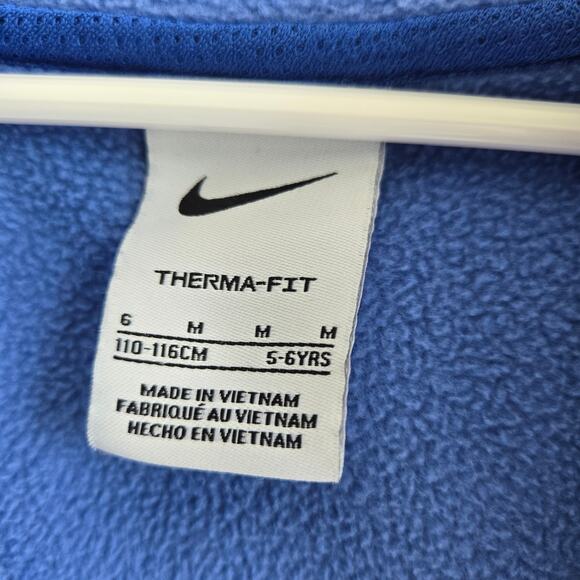 THERMA-FIT
6 M M M
110-116CM 5-6YRS
MADE IN VIETNAM
FABRIQUÉ AU VIETNAM
HECHO EN VIETNAM